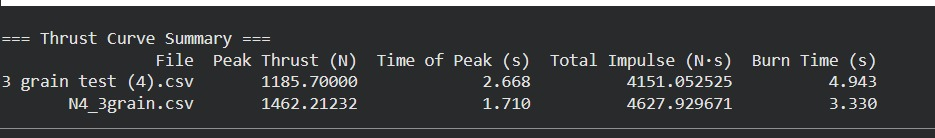 === Thrust Curve Summary ===
File Peak Thrust (N) Time of Peak (s) Total Impulse (N·s) Burn Time (s)
3 grain test (4).csv 1185.70000 2.668 4151.052525 4.943
N4_3grain.csv 1462.21232 1.710 4627.929671 3.330